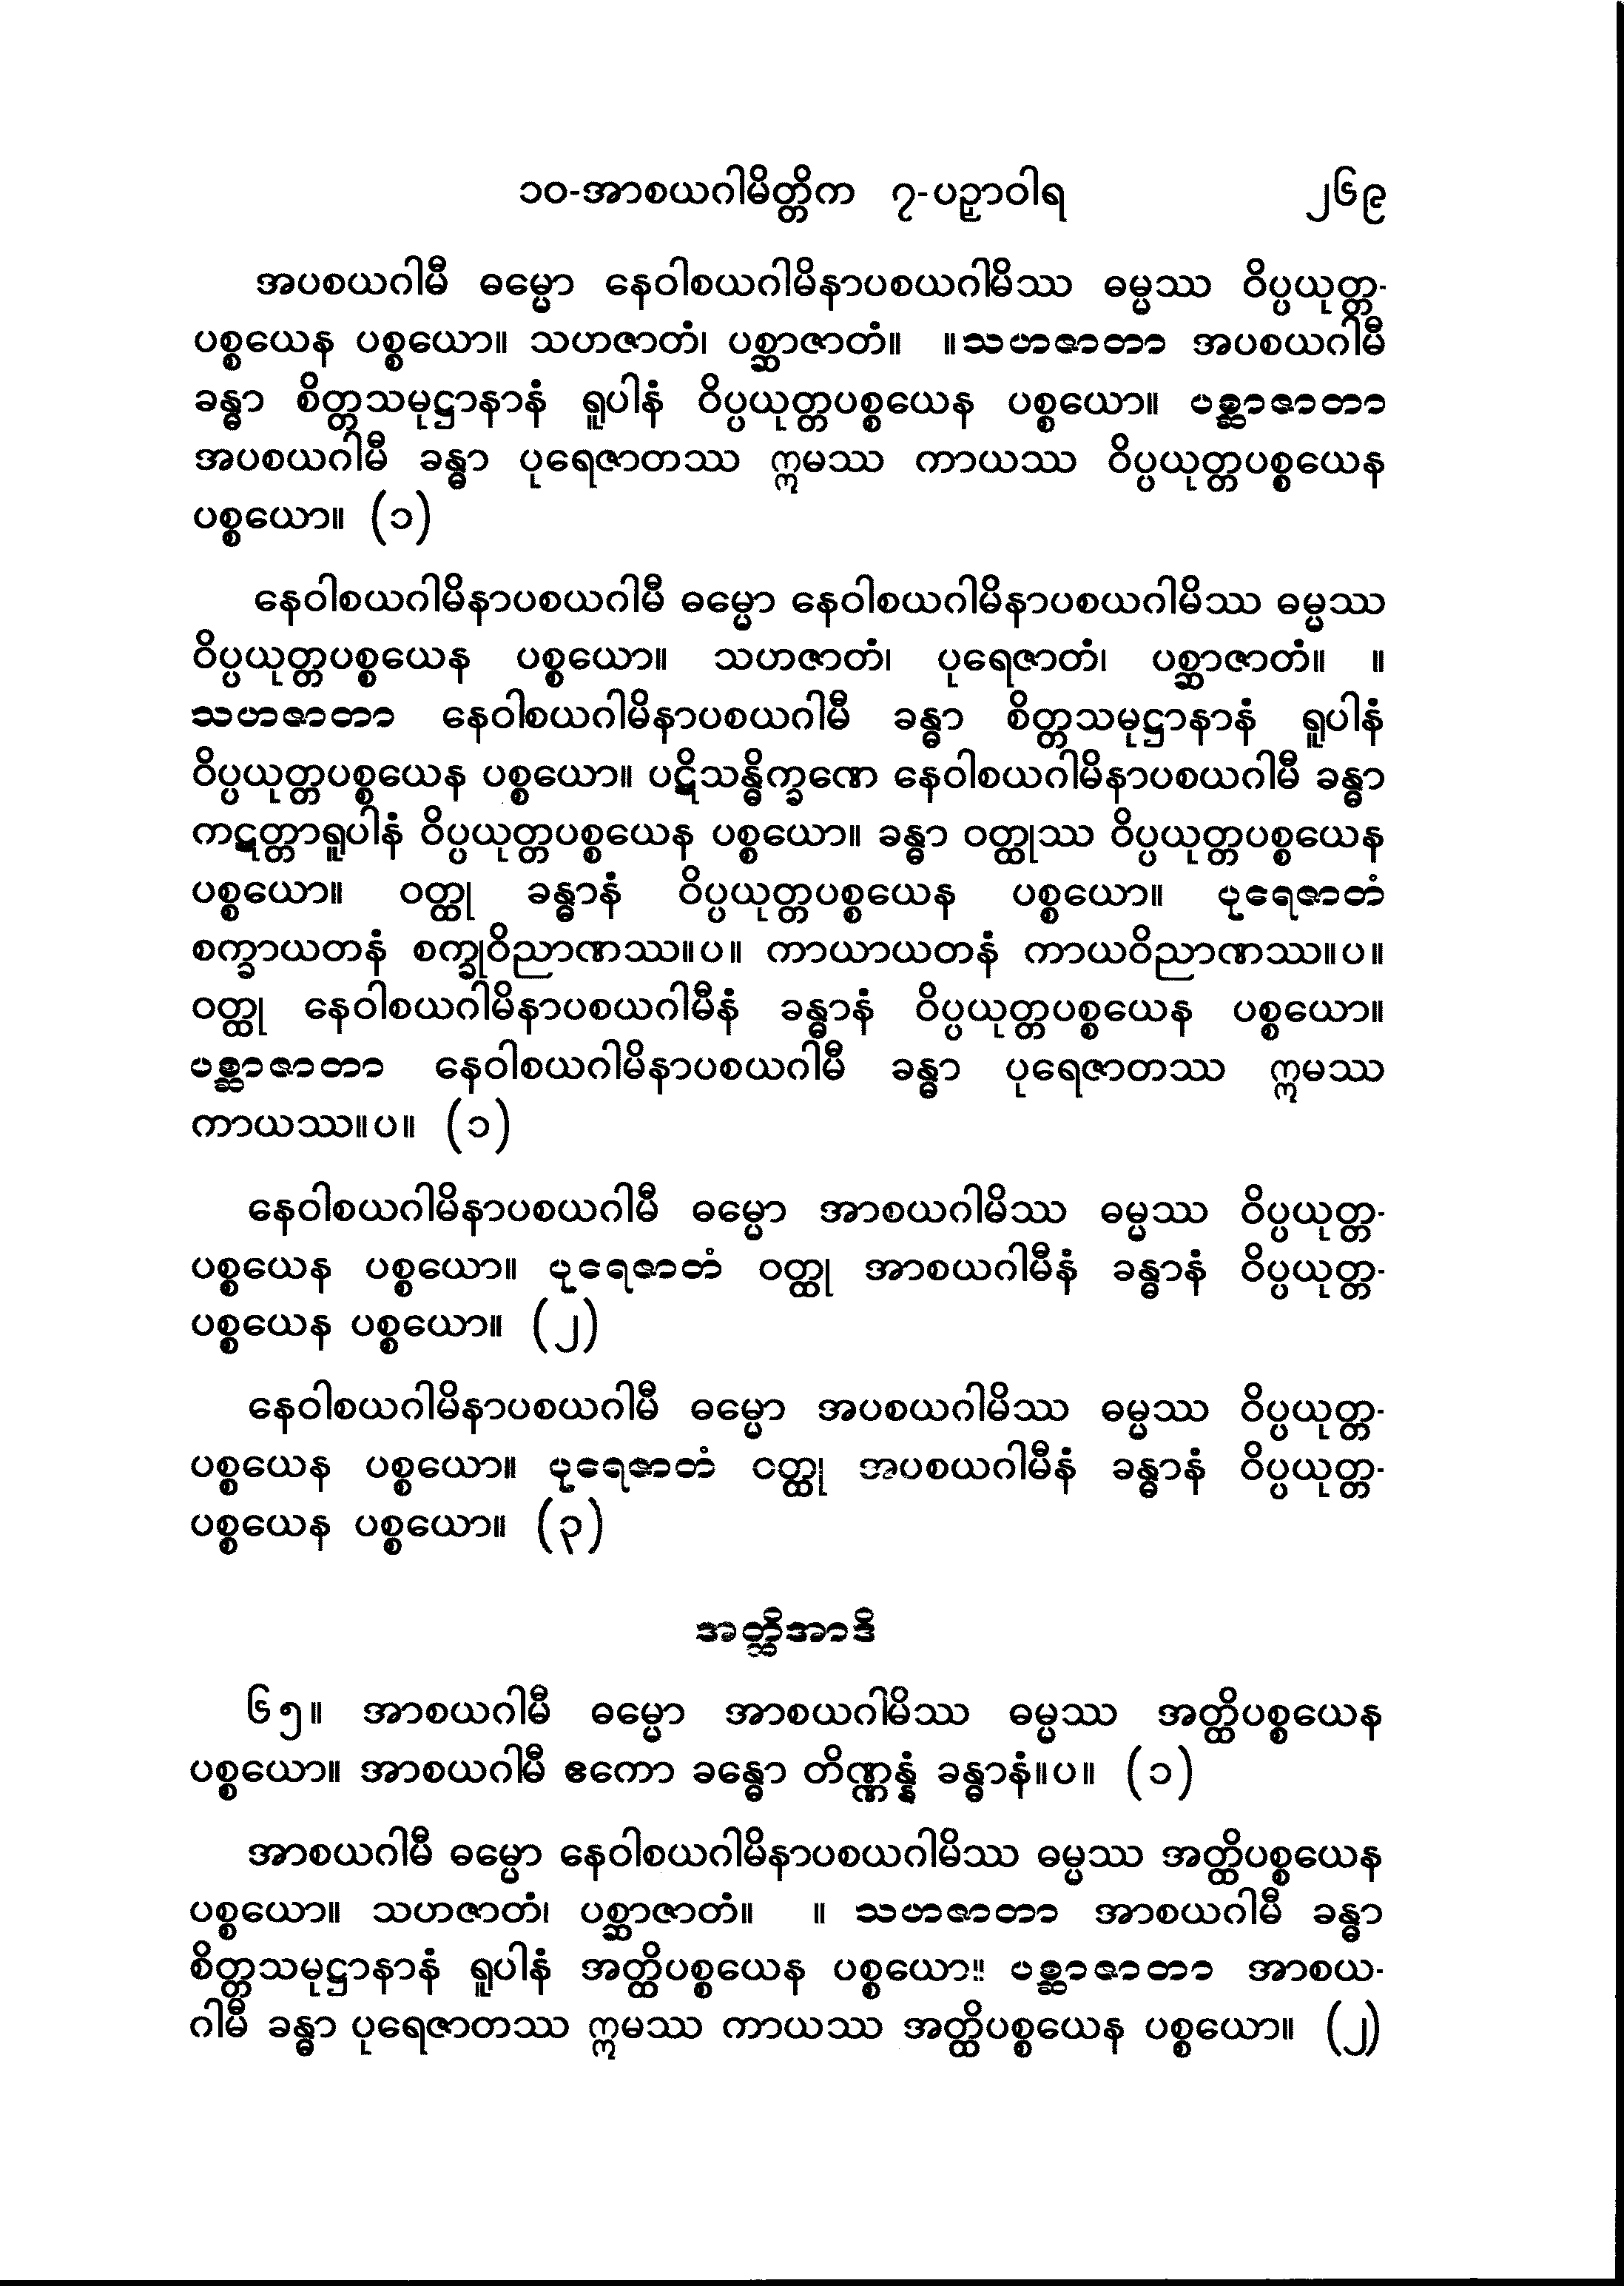 ၁၀-အာစယဂါမိတ္တိက ၇-ပဉှာဝါရ ၂၆၉
အပစယဂါမီ ဓမ္မော နေဝါစယဂါမိနာပစယဂါမိဿ ဓမ္မဿ ဝိပ္ပယုတ္တ-
ပစ္စယေန ပစ္စယော။ သဟဇာတံ၊ ပစ္ဆာဇာတံ။ ။သဟဇာတာ အပစယဂါမီ
ခန္ဓာ စိတ္တသမုဋ္ဌာနာနံ ရူပါနံ ဝိပ္ပယုတ္တပစ္စယေန ပစ္စယော။ ပစ္ဆာဇာတာ
အပစယဂါမီ ခန္ဓာ ပုရေဇာတဿ ဣမဿ ကာယဿ ဝိပ္ပယုတ္တပစ္စယေန
ပစ္စယော။ (၁)
နေဝါစယဂါမိနာပစယဂါမီ ဓမ္မော နေဝါစယဂါမိနာပစယဂါမိဿ ဓမ္မဿ
ဝိပ္ပယုတ္တပစ္စယေန ပစ္စယော။ သဟဇာတံ၊ ပုရေဇာတံ၊ ပစ္ဆာဇာတံ။ ။
သဟဇာတာ နေဝါစယဂါမိနာပစယဂါမီ ခန္ဓာ စိတ္တသမုဋ္ဌာနာနံ ရူပါနံ
ဝိပ္ပယုတ္တပစ္စယေန ပစ္စယော။ ပဋိသန္ဓိက္ခဏေ နေဝါစယဂါမိနာပစယဂါမီ ခန္ဓာ
ကဋတ္တာရူပါနံ ဝိပ္ပယုတ္တပစ္စယေန ပစ္စယော။ ခန္ဓာ ဝတ္ထုဿ ဝိပ္ပယုတ္တပစ္စယေန
ပစ္စယော။ ဝတ္ထု ခန္ဓာနံ ဝိပ္ပယုတ္တပစ္စယေန ပစ္စယော။ ပုရေဇာတံ
စက္ခာယတနံ စက္ခုဝိညာဏဿ။ပ။ ကာယာယတနံ ကာယဝိညာဏဿ။ပ။
ဝတ္ထု နေဝါစယဂါမိနာပစယဂါမီနံ ခန္ဓာနံ ဝိပ္ပယုတ္တပစ္စယေန ပစ္စယော။
ပစ္ဆာဇာတာ နေဝါစယဂါမိနာပစယဂါမီ ခန္ဓာ ပုရေဇာတဿ ဣမဿ
ကာယဿ။ပ။ (၁)
နေဝါစယဂါမိနာပစယဂါမီ ဓမ္မော အာစယဂါမိဿ ဓမ္မဿ ဝိပ္ပယုတ္တ-
ပစ္စယေန ပစ္စယော။ ပုရေဇာတံ ဝတ္ထု အာစယဂါမီနံ ခန္ဓာနံ ဝိပ္ပယုတ္တ-
ပစ္စယေန ပစ္စယော။ (၂)
နေဝါစယဂါမိနာပစယဂါမီ ဓမ္မော အပစယဂါမိဿ ဓမ္မဿ ဝိပ္ပယုတ္တ-
ပစ္စယေန ပစ္စယော။ ပုရေဇာတံ ဝတ္ထု အပစယဂါမီနံ ခန္ဓာနံ ဝိပ္ပယုတ္တ-
ပစ္စယေန ပစ္စယော။ (၃)
အတ္ထိအာဒိ
၆၅။ အာစယဂါမီ ဓမ္မော အာစယဂါမိဿ ဓမ္မဿ အတ္ထိပစ္စယေန
ပစ္စယော။ အာစယဂါမီ ဧကော ခန္ဓော တိဏ္ဏန္နံ ခန္ဓာနံ။ပ။ (၁)
အာစယဂါမီ ဓမ္မော နေဝါစယဂါမိနာပစယဂါမိဿ ဓမ္မဿ အတ္ထိပစ္စယေန
ပစ္စယော။ သဟဇာတံ၊ ပစ္ဆာဇာတံ။ ။ သဟဇာတာ အာစယဂါမီ ခန္ဓာ
စိတ္တသမုဋ္ဌာနာနံ ရူပါနံ အတ္ထိပစ္စယေန ပစ္စယော။ ပစ္ဆာဇာတာ အာစယ-
ဂါမီ ခန္ဓာ ပုရေဇာတဿ ဣမဿ ကာယဿ အတ္ထိပစ္စယေန ပစ္စယော။ (၂)